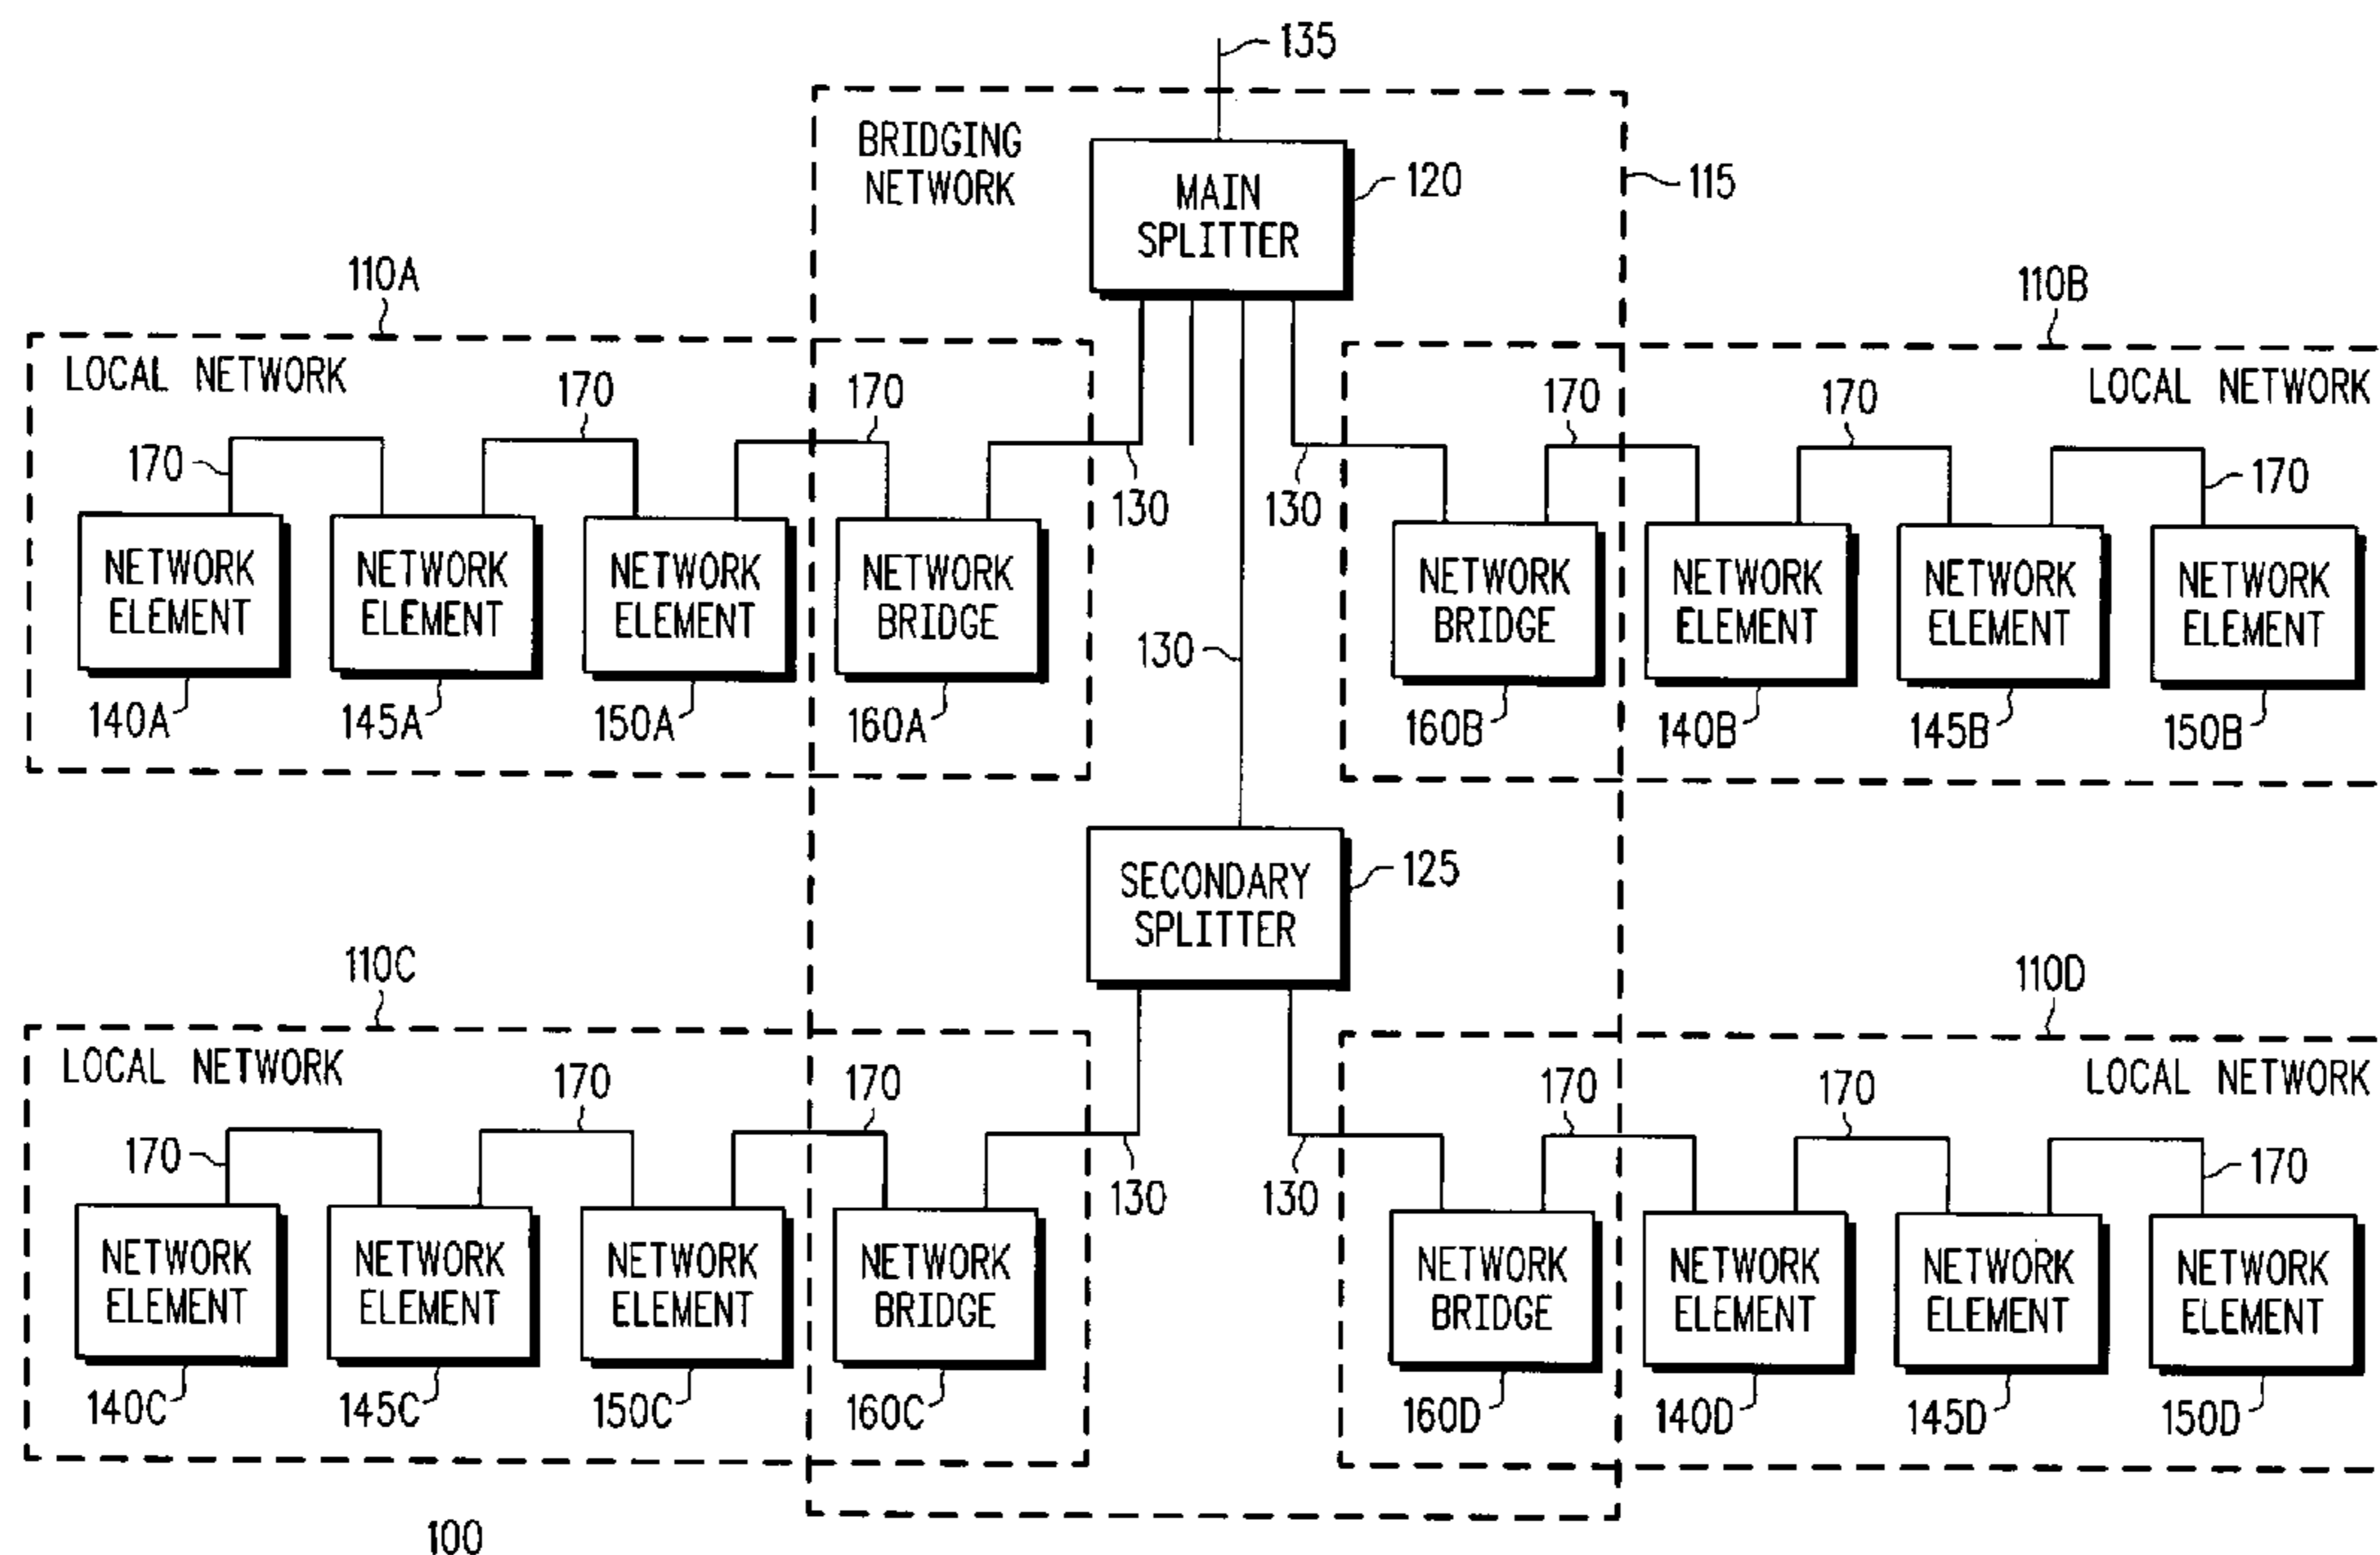 135
BRIDGING
NETWORK
MAIN
SPLITTER
120
115
110A
110B
LOCAL NETWORK
LOCAL NETWORK
170
170
170
170
170
170
130
130
NETWORK
ELEMENT
NETWORK
ELEMENT
NETWORK
ELEMENT
NETWORK
BRIDGE
NETWORK
BRIDGE
NETWORK
ELEMENT
NETWORK
ELEMENT
NETWORK
ELEMENT
130
140A
145A
150A
160A
160B
140B
145B
150B
SECONDARY
SPLITTER
125
110C
110D
LOCAL NETWORK
LOCAL NETWORK
170
170
170
170
170
170
130
130
NETWORK
ELEMENT
NETWORK
ELEMENT
NETWORK
ELEMENT
NETWORK
BRIDGE
NETWORK
BRIDGE
NETWORK
ELEMENT
NETWORK
ELEMENT
NETWORK
ELEMENT
140C
145C
150C
160C
160D
140D
145D
150D
100